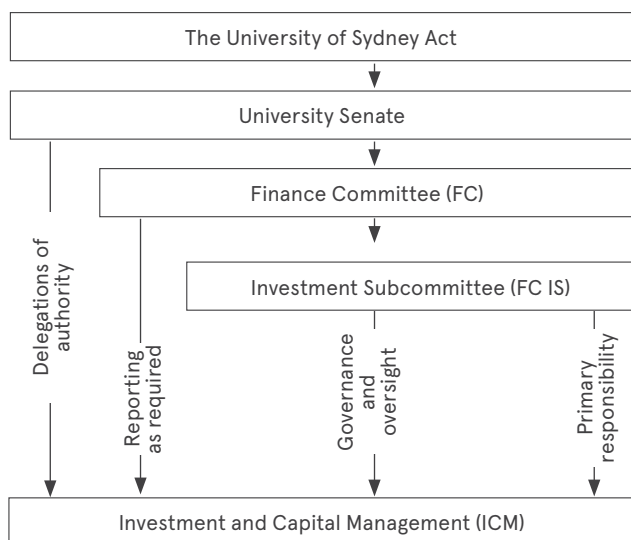 The University of Sydney Act
University Senate
Finance Committee (FC)
Investment Subcommittee (FC IS)
Delegations of
authority
Reporting
as required
Governance
and
oversight
Primary
responsibility
Investment and Capital Management (ICM)